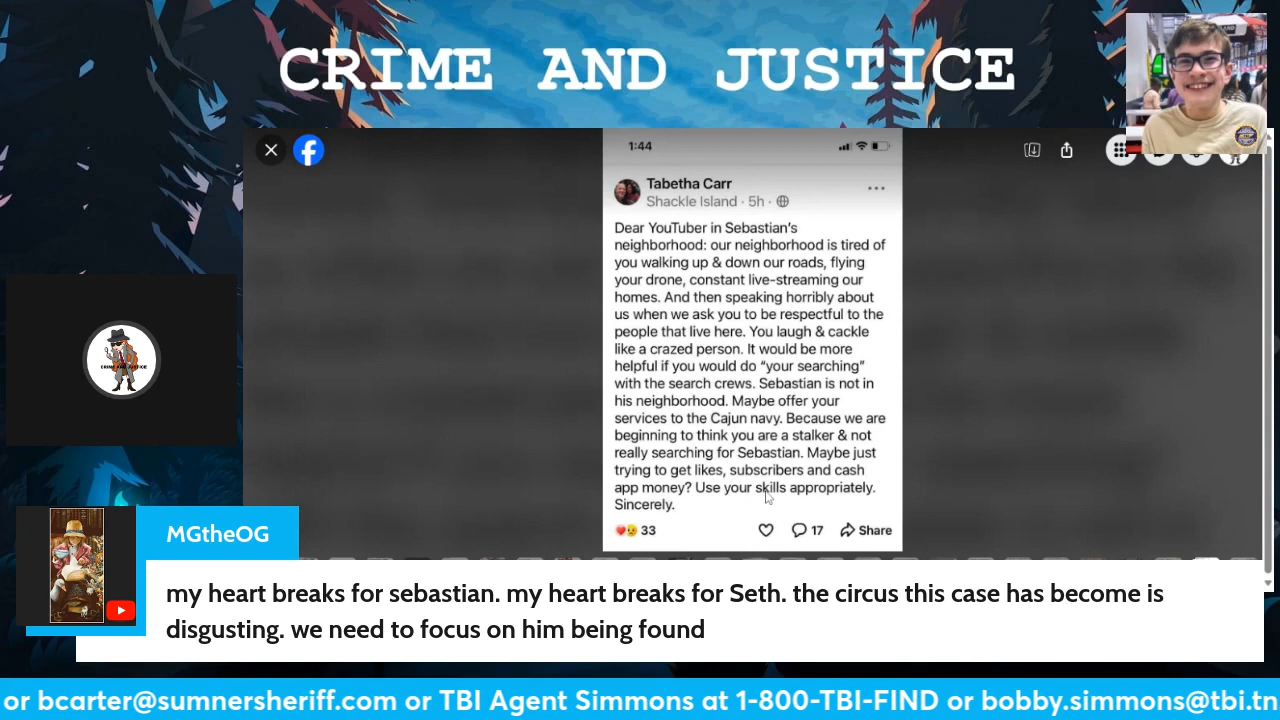 CRIME AND JUSTICE
1:44
Tabetha Carr
Shackle Island · 5h ·
Dear YouTuber in Sebastian's
neighborhood: our neighborhood is tired of
you walking up & down our roads, flying
your drone, constant live-streaming our
homes. And then speaking horribly about
us when we ask you to be respectful to the
people that live here. You laugh & cackle
like a crazed person. It would be more
helpful if you would do “your searching”
with the search crews. Sebastian is not in
his neighborhood. Maybe offer your
services to the Cajun navy. Because we are
beginning to think you are a stalker & not
really searching for Sebastian. Maybe just
trying to get likes, subscribers and cash
app money? Use your skills appropriately.
Sincerely.
33
17
Share
CRIME AND JUSTICE
MGtheOG
my heart breaks for sebastian. my heart breaks for Seth. the circus this case has become is
disgusting. we need to focus on him being found
or bcarter@sumnersheriff.com or TBI Agent Simmons at 1-800-TBI-FIND or bobby.simmons@tbi.tn